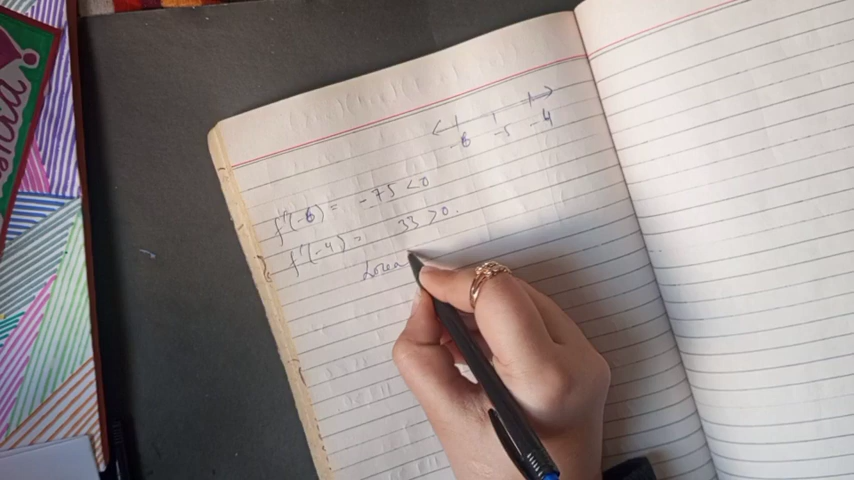 -6 -5 -4
f'(-6) = -75 < 0
f'(-4) = 33 > 0.